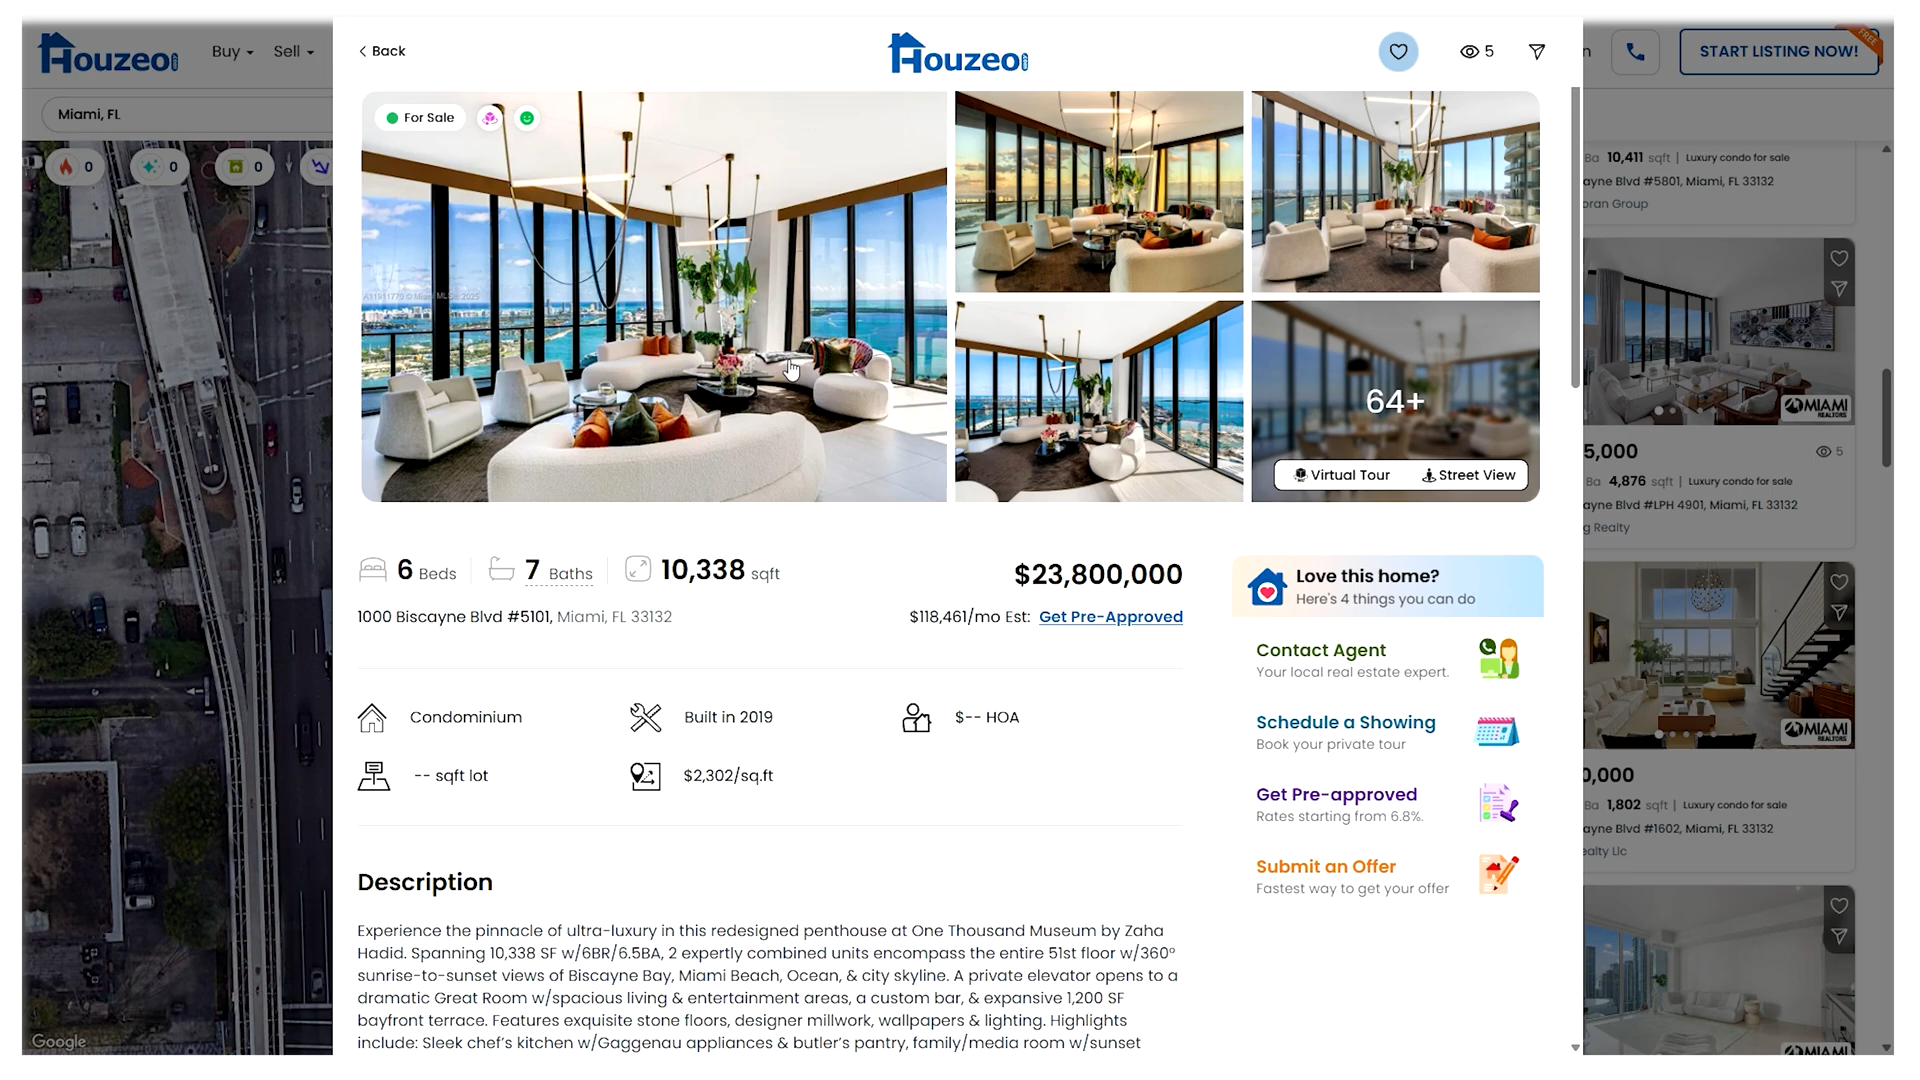 Houzeo
Buy
Sell
Miami, FL
0
0
0
Google
Back
Houzeo
5
For Sale
64+
Virtual Tour
Street View
6 Beds
7 Baths
10,338 sqft
$23,800,000
1000 Biscayne Blvd #5101, Miami, FL 33132
$118,461/mo Est: Get Pre-Approved
Condominium
Built in 2019
$-- HOA
-- sqft lot
$2,302/sq.ft
Description
Experience the pinnacle of ultra-luxury in this redesigned penthouse at One Thousand Museum by Zaha
Hadid. Spanning 10,338 SF w/6BR/6.5BA, 2 expertly combined units encompass the entire 51st floor w/360°
sunrise-to-sunset views of Biscayne Bay, Miami Beach, Ocean, & city skyline. A private elevator opens to a
dramatic Great Room w/spacious living & entertainment areas, a custom bar, & expansive 1,200 SF
bayfront terrace. Features exquisite stone floors, designer millwork, wallpapers & lighting. Highlights
include: Sleek chef's kitchen w/Gaggenau appliances & butler's pantry, family/media room w/sunset
Love this home?
Here's 4 things you can do
Contact Agent
Your local real estate expert.
Schedule a Showing
Book your private tour
Get Pre-approved
Rates starting from 6.8%.
Submit an Offer
Fastest way to get your offer
n
START LISTING NOW!
FREE
Ba 10,411 sqft | Luxury condo for sale
ayne Blvd #5801, Miami, FL 33132
oran Group
MIAMI
REALTORS
5,000
5
Ba 4,876 sqft | Luxury condo for sale
ayne Blvd #LPH 4901, Miami, FL 33132
g Realty
MIAMI
REALTORS
0,000
Ba 1,802 sqft | Luxury condo for sale
ayne Blvd #1602, Miami, FL 33132
ealty Llc
MIAMI